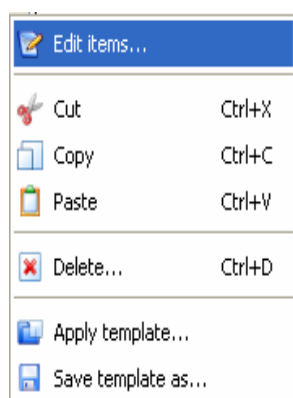 Edit items...
Cut Ctrl+X
Copy Ctrl+C
Paste Ctrl+V
Delete... Ctrl+D
Apply template...
Save template as...